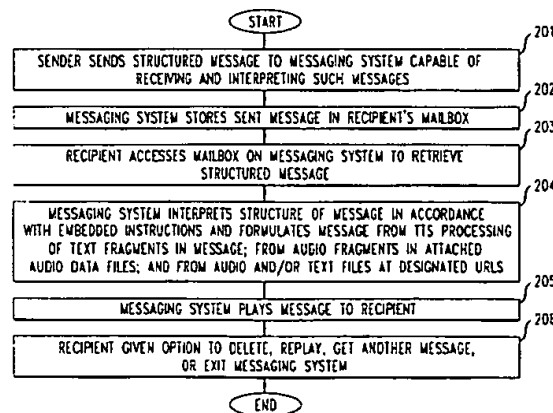 START
201
SENDER SENDS STRUCTURED MESSAGE TO MESSAGING SYSTEM CAPABLE OF
RECEIVING AND INTERPRETING SUCH MESSAGES
202
MESSAGING SYSTEM STORES SENT MESSAGE IN RECIPIENT'S MAILBOX
203
RECIPIENT ACCESSES MAILBOX ON MESSAGING SYSTEM TO RETRIEVE
STRUCTURED MESSAGE
204
MESSAGING SYSTEM INTERPRETS STRUCTURE OF MESSAGE IN ACCORDANCE
WITH EMBEDDED INSTRUCTIONS AND FORMULATES MESSAGE FROM TTS PROCESSING
OF TEXT FRAGMENTS IN MESSAGE; FROM AUDIO FRAGMENTS IN ATTACHED
AUDIO DATA FILES; AND FROM AUDIO AND/OR TEXT FILES AT DESIGNATED URLS
205
MESSAGING SYSTEM PLAYS MESSAGE TO RECIPIENT
208
RECIPIENT GIVEN OPTION TO DELETE, REPLAY, GET ANOTHER MESSAGE,
OR EXIT MESSAGING SYSTEM
END